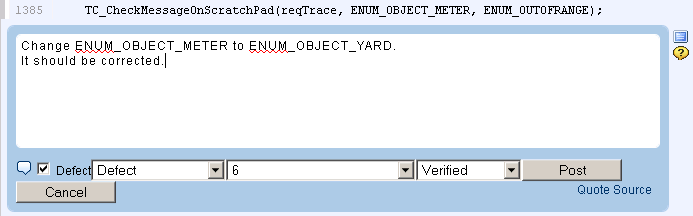 1385 TC_CheckMessageOnScratchPad(reqTrace, ENUM_OBJECT_METER, ENUM_OUTOFRANGE);
Change ENUM_OBJECT_METER to ENUM_OBJECT_YARD.
It should be corrected.
Defect Defect 6 Verified Post
Cancel Quote Source